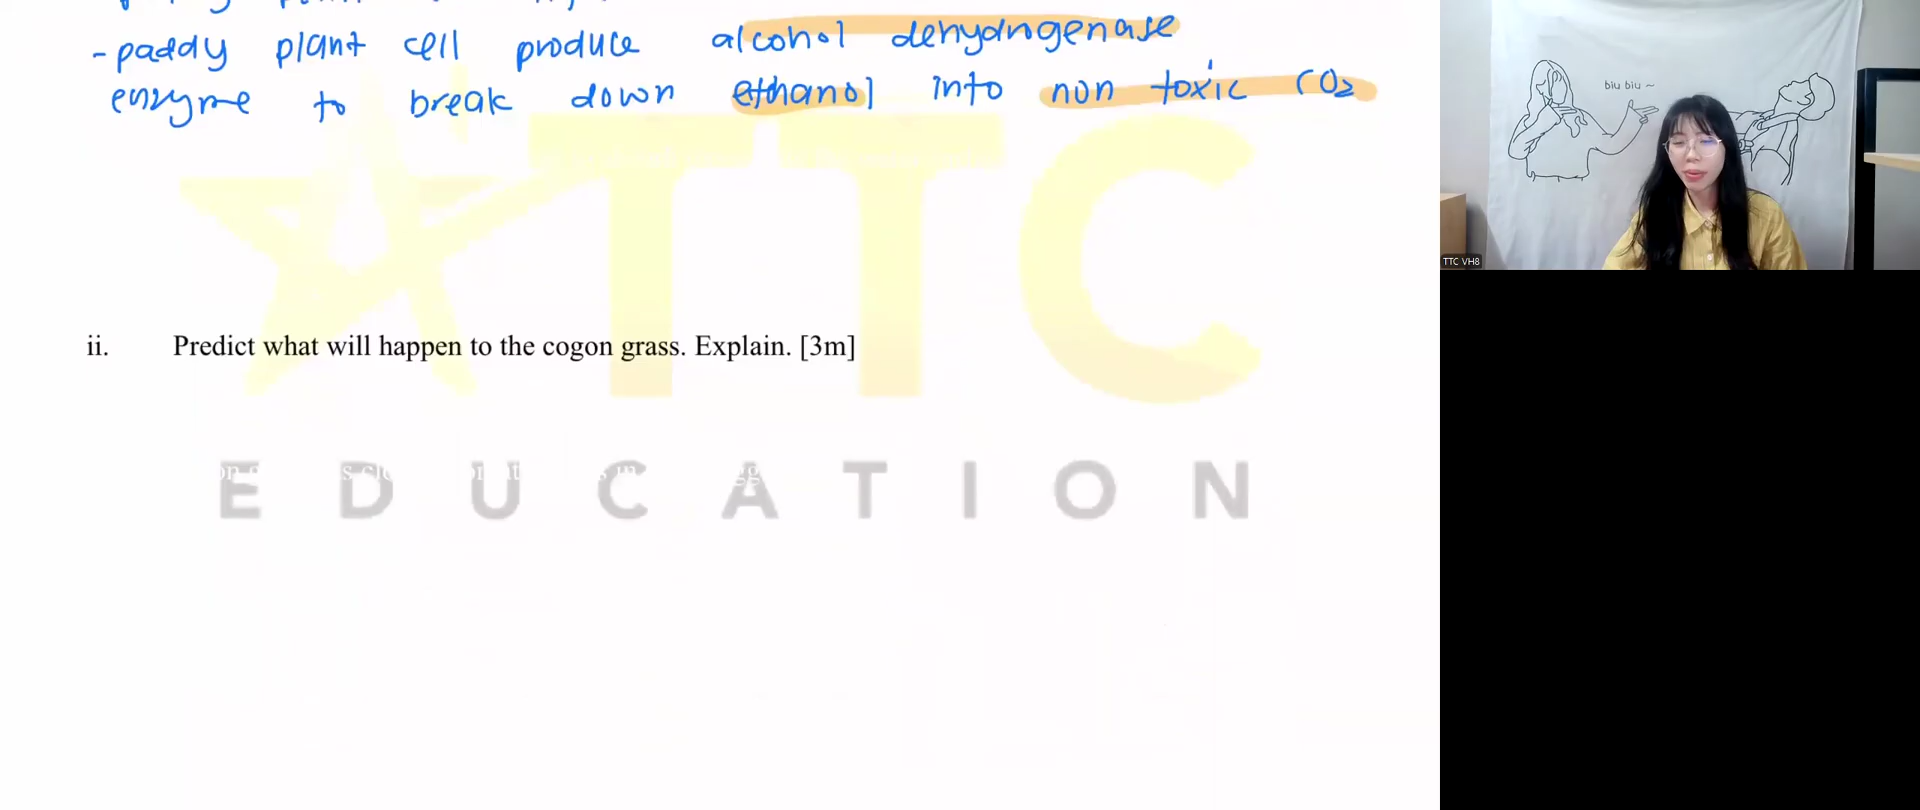 - paddy plant cell produce alcohol dehydrogenase
enzyme to break down ethanol into non toxic CO2
ii. Predict what will happen to the cogon grass. Explain. [3m]
TTC
EDUCATION
biu biu ~
TTC VH8